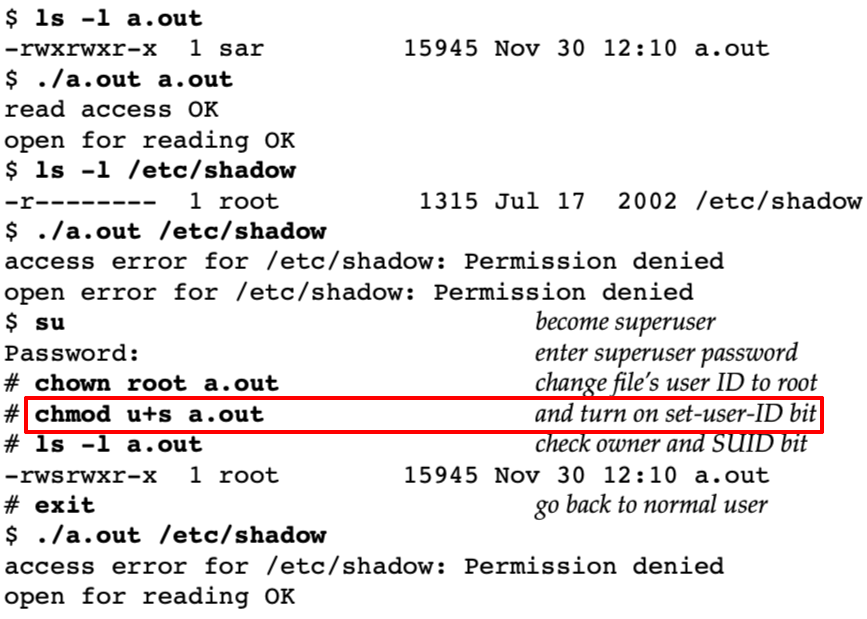 $ ls -l a.out
-rwxrwxr-x 1 sar 15945 Nov 30 12:10 a.out
$ ./a.out a.out
read access OK
open for reading OK
$ ls -l /etc/shadow
-r-------- 1 root 1315 Jul 17 2002 /etc/shadow
$ ./a.out /etc/shadow
access error for /etc/shadow: Permission denied
open error for /etc/shadow: Permission denied
$ su become superuser
Password: enter superuser password
# chown root a.out change file's user ID to root
# chmod u+s a.out and turn on set-user-ID bit
# ls -l a.out check owner and SUID bit
-rwsrwxr-x 1 root 15945 Nov 30 12:10 a.out
# exit go back to normal user
$ ./a.out /etc/shadow
access error for /etc/shadow: Permission denied
open for reading OK